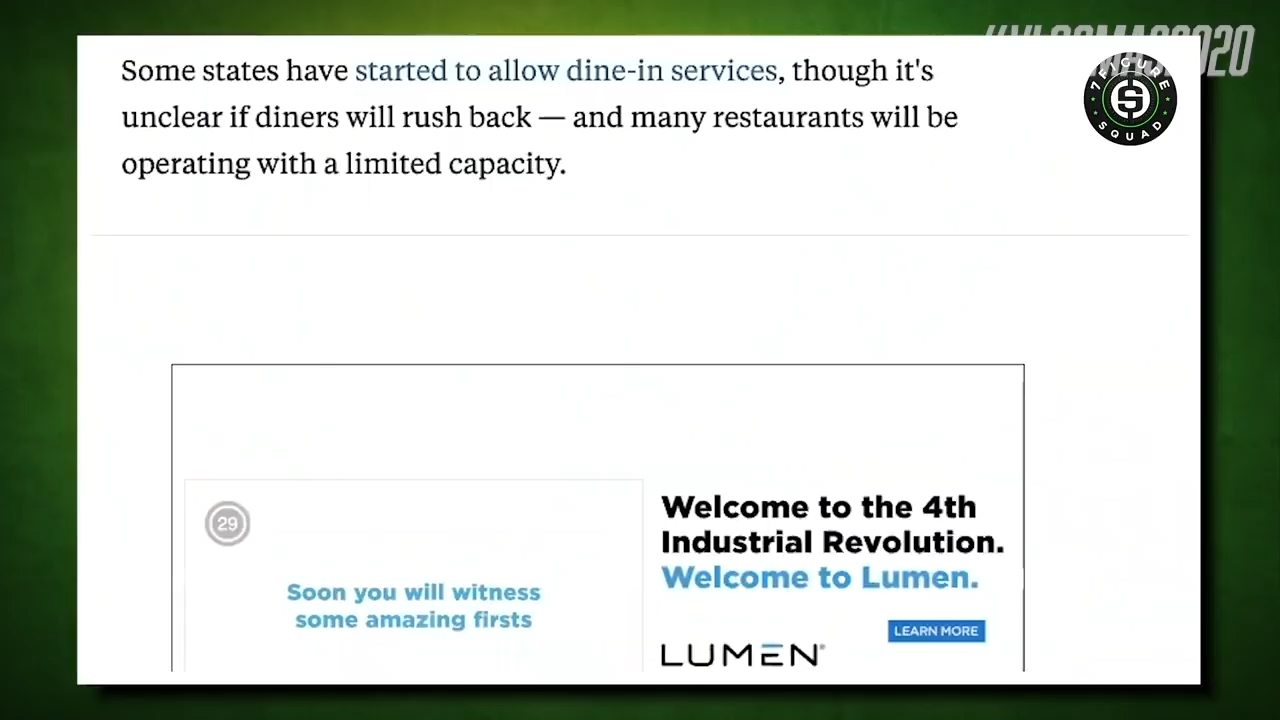 Some states have started to allow dine-in services, though it's
unclear if diners will rush back — and many restaurants will be
operating with a limited capacity.
7 FIGURE
SQUAD
29
Soon you will witness
some amazing firsts
Welcome to the 4th
Industrial Revolution.
Welcome to Lumen.
LEARN MORE
LUMEN®